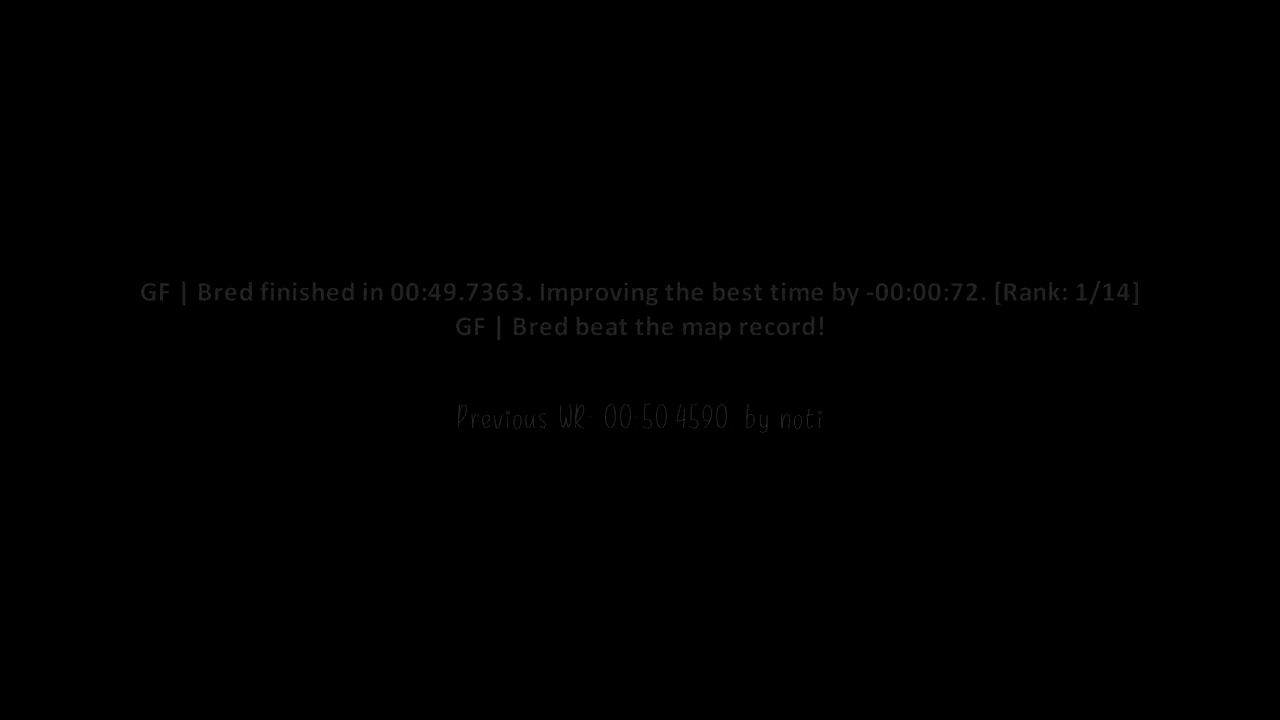 GF | Bred finished in 00:49.7363. Improving the best time by -00:00:72. [Rank: 1/14]
GF | Bred beat the map record!
Previous WR: 00:50.4590 by noti